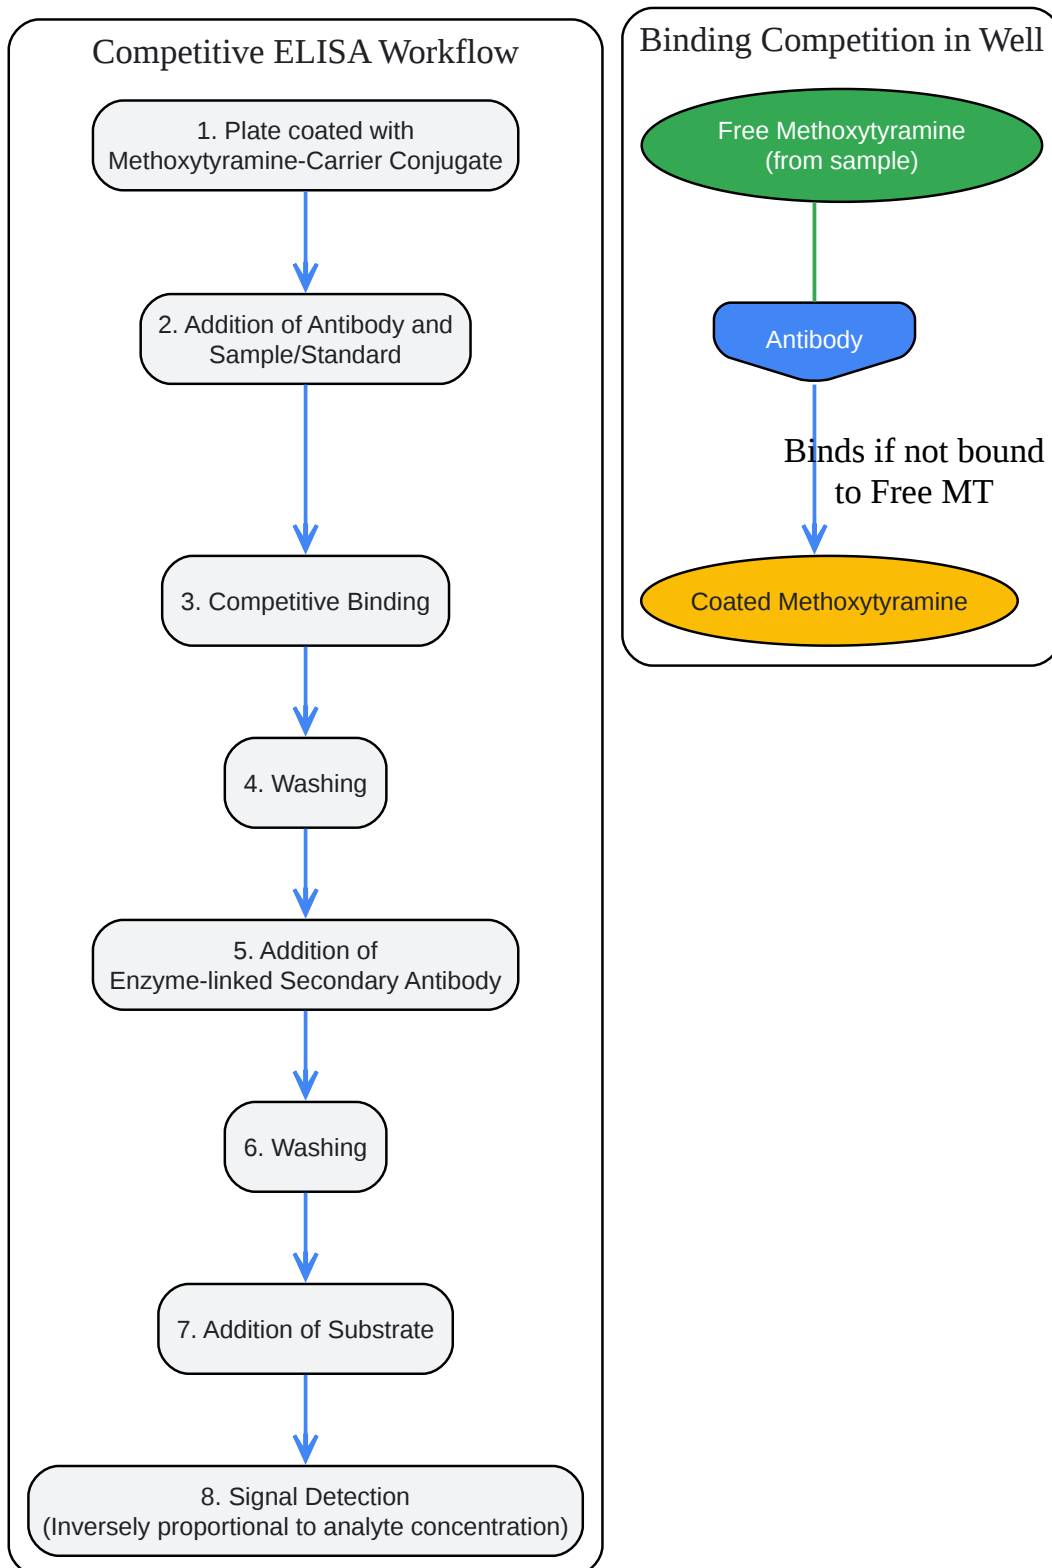 Competitive ELISA Workflow
1. Plate coated with
Methoxytyramine-Carrier Conjugate
2. Addition of Antibody and
Sample/Standard
3. Competitive Binding
4. Washing
5. Addition of
Enzyme-linked Secondary Antibody
6. Washing
7. Addition of Substrate
8. Signal Detection
(Inversely proportional to analyte concentration)
Binding Competition in Well
Free Methoxytyramine
(from sample)
Antibody
Binds if not bound
to Free MT
Coated Methoxytyramine